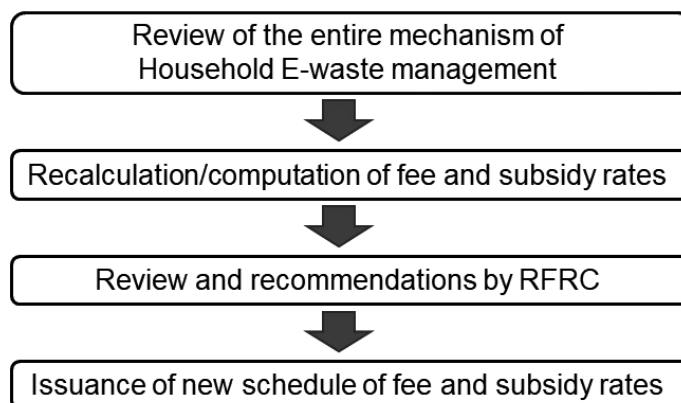 Review of the entire mechanism of
Household E-waste management
Recalculation/computation of fee and subsidy rates
Review and recommendations by RFRC
Issuance of new schedule of fee and subsidy rates